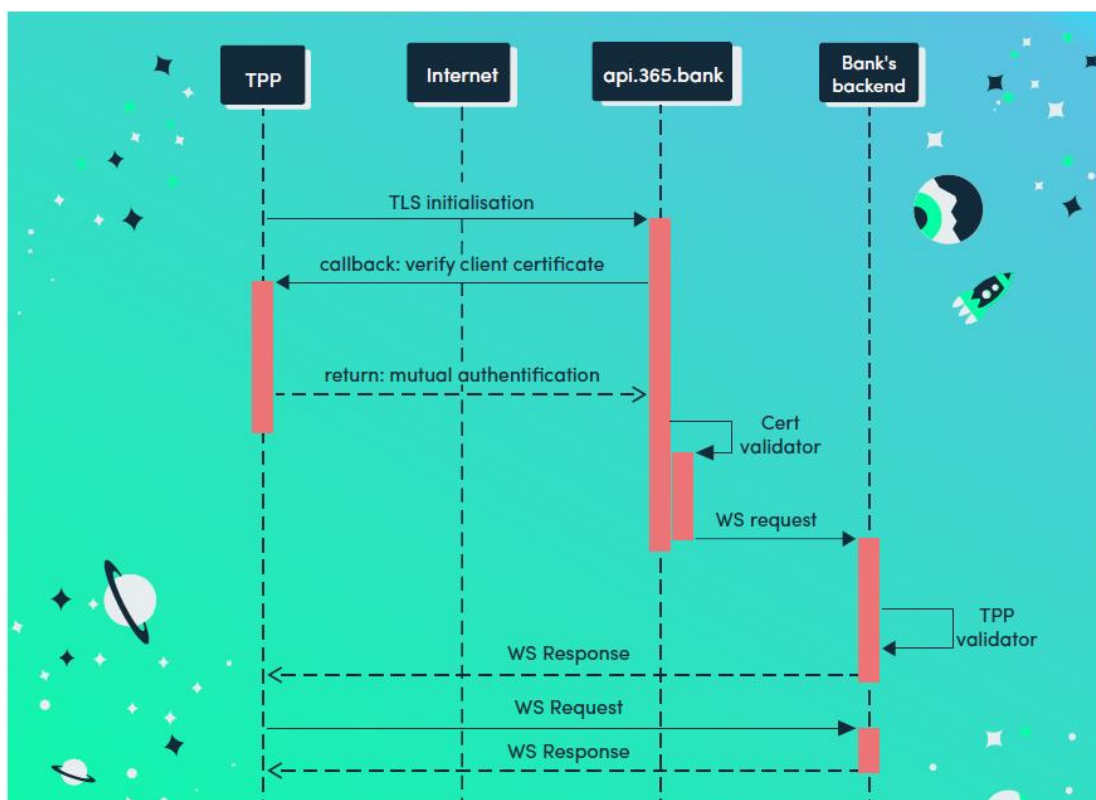 TPP
Internet
api.365.bank
Bank's
backend
TLS initialisation
callback: verify client certificate
return: mutual authentification
Cert
validator
WS request
TPP
validator
WS Response
WS Request
WS Response